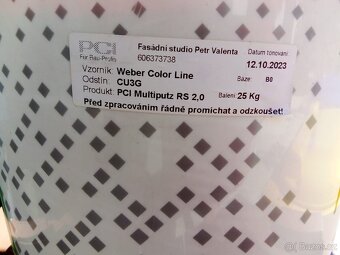 PCI
Für Bau-Profis
Fasádní studio Petr Valenta
606373738
Datum tónování:
12.10.2023
Vzorník: Weber Color Line
Odstín: CU3G
Báze: B0
Produkt: PCI Multiputz RS 2,0
Balení: 25 Kg
Před zpracováním řádně promíchat a odzkoušet!